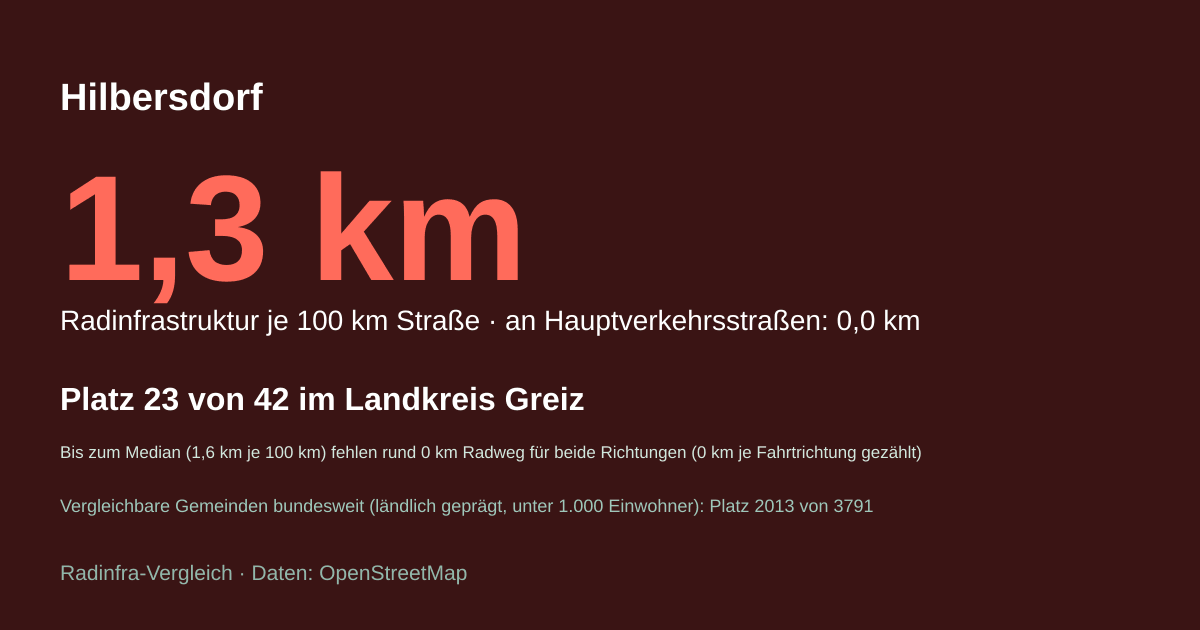 Hilbersdorf
1,3 km
Radinfrastruktur je 100 km Straße · an Hauptverkehrsstraßen: 0,0 km
Platz 23 von 42 im Landkreis Greiz
Bis zum Median (1,6 km je 100 km) fehlen rund 0 km Radweg für beide Richtungen (0 km je Fahrtrichtung gezählt)
Vergleichbare Gemeinden bundesweit (ländlich geprägt, unter 1.000 Einwohner): Platz 2013 von 3791
Radinfra-Vergleich · Daten: OpenStreetMap